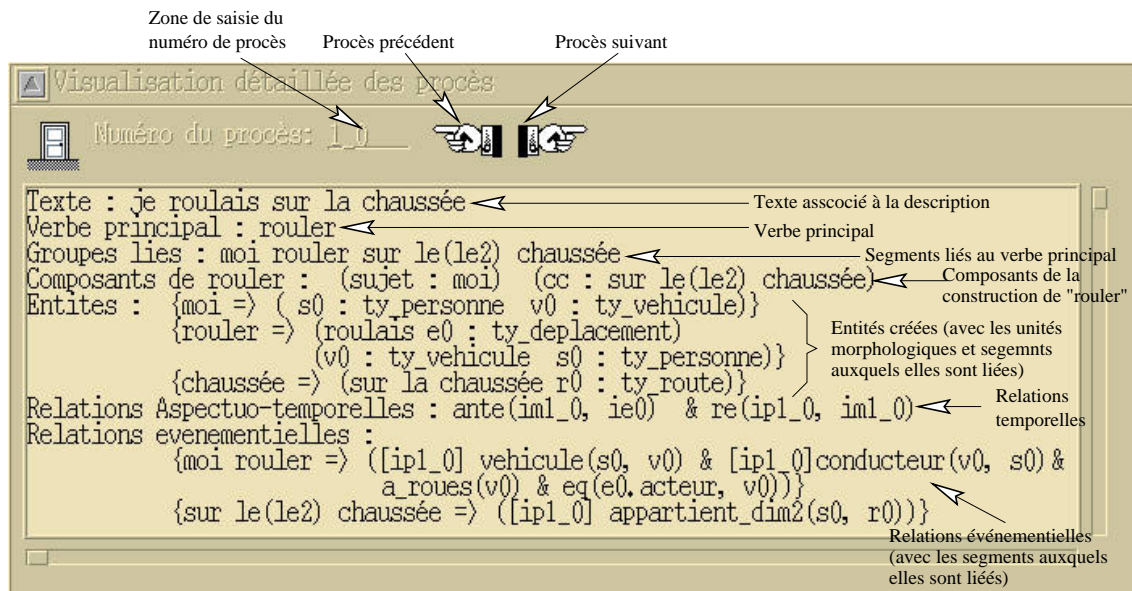 Zone de saisie du
numéro de procès
Procès précédent
Procès suivant
Visualisation détaillée des procès
Numéro du procès: 1_0
Texte : je roulais sur la chaussée
Texte asscocié à la description
Verbe principal : rouler
Verbe principal
Groupes lies : moi rouler sur le(le2) chaussée
Segments liés au verbe principal
Composants de rouler : (sujet : moi) (cc : sur le(le2) chaussée)
Composants de la
construction de "rouler"
Entites : {moi => ( s0 : ty_personne v0 : ty_vehicule)}
{rouler => (roulais e0 : ty_deplacement)
(v0 : ty_vehicule s0 : ty_personne)}
{chaussée => (sur la chaussée r0 : ty_route)}
Entités créées (avec les unités
morphologiques et segemnts
auxquels elles sont liées)
Relations Aspectuo-temporelles : ante(im1_0, ie0) & re(ip1_0, im1_0)
Relations
temporelles
Relations evenementielles :
{moi rouler => ([ip1_0] vehicule(s0, v0) & [ip1_0]conducteur(v0, s0) &
a_roues(v0) & eq(e0.acteur, v0))}
{sur le(le2) chaussée => ([ip1_0] appartient_dim2(s0, r0))}
Relations événementielles
(avec les segments auxquels
elles sont liéés)